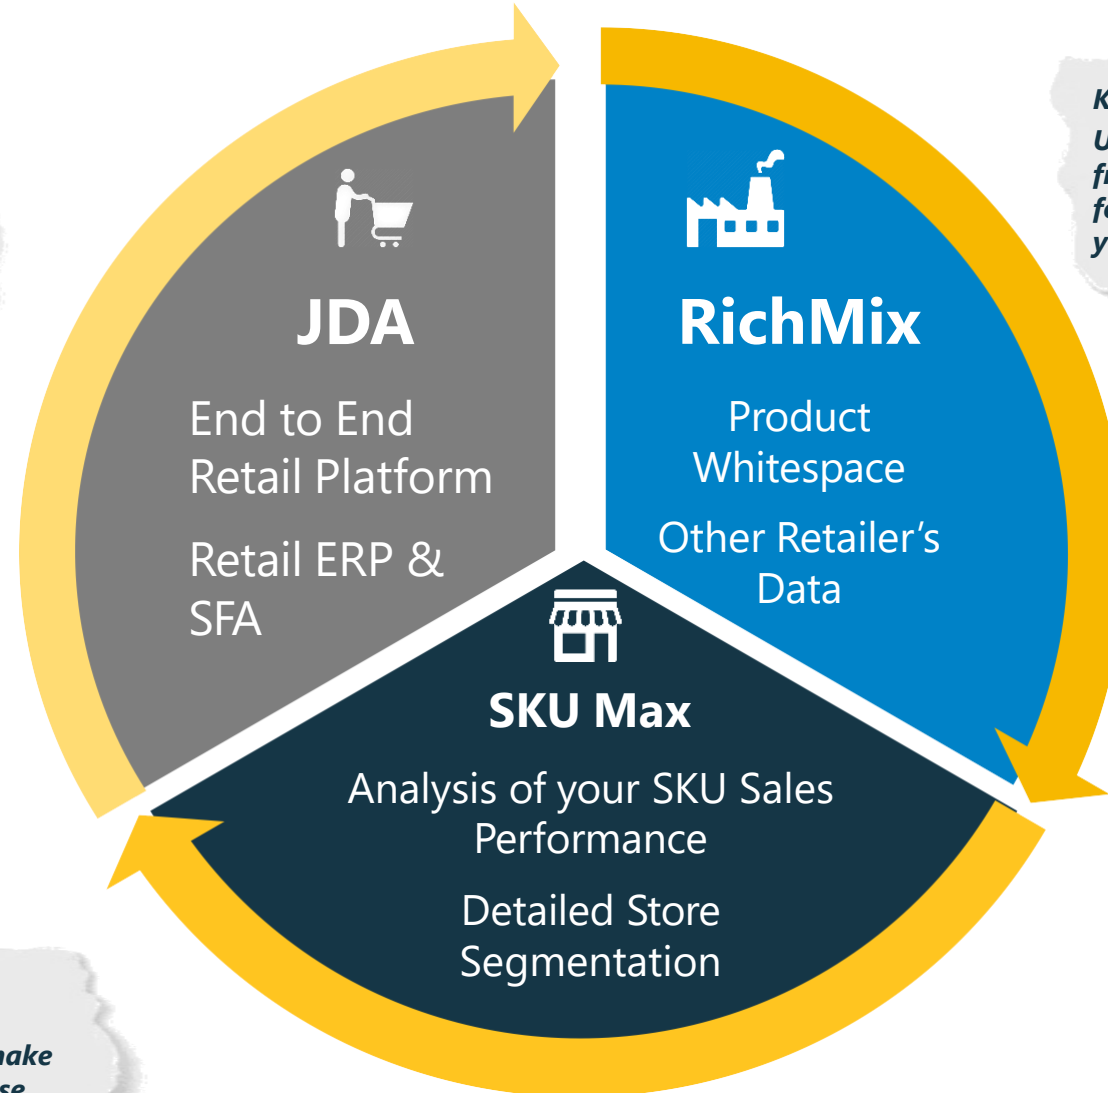 JDA
End to End
Retail Platform
Retail ERP &
SFA
RichMix
Product
Whitespace
Other Retailer’s
Data
SKU Max
Analysis of your SKU Sales
Performance
Detailed Store
Segmentation